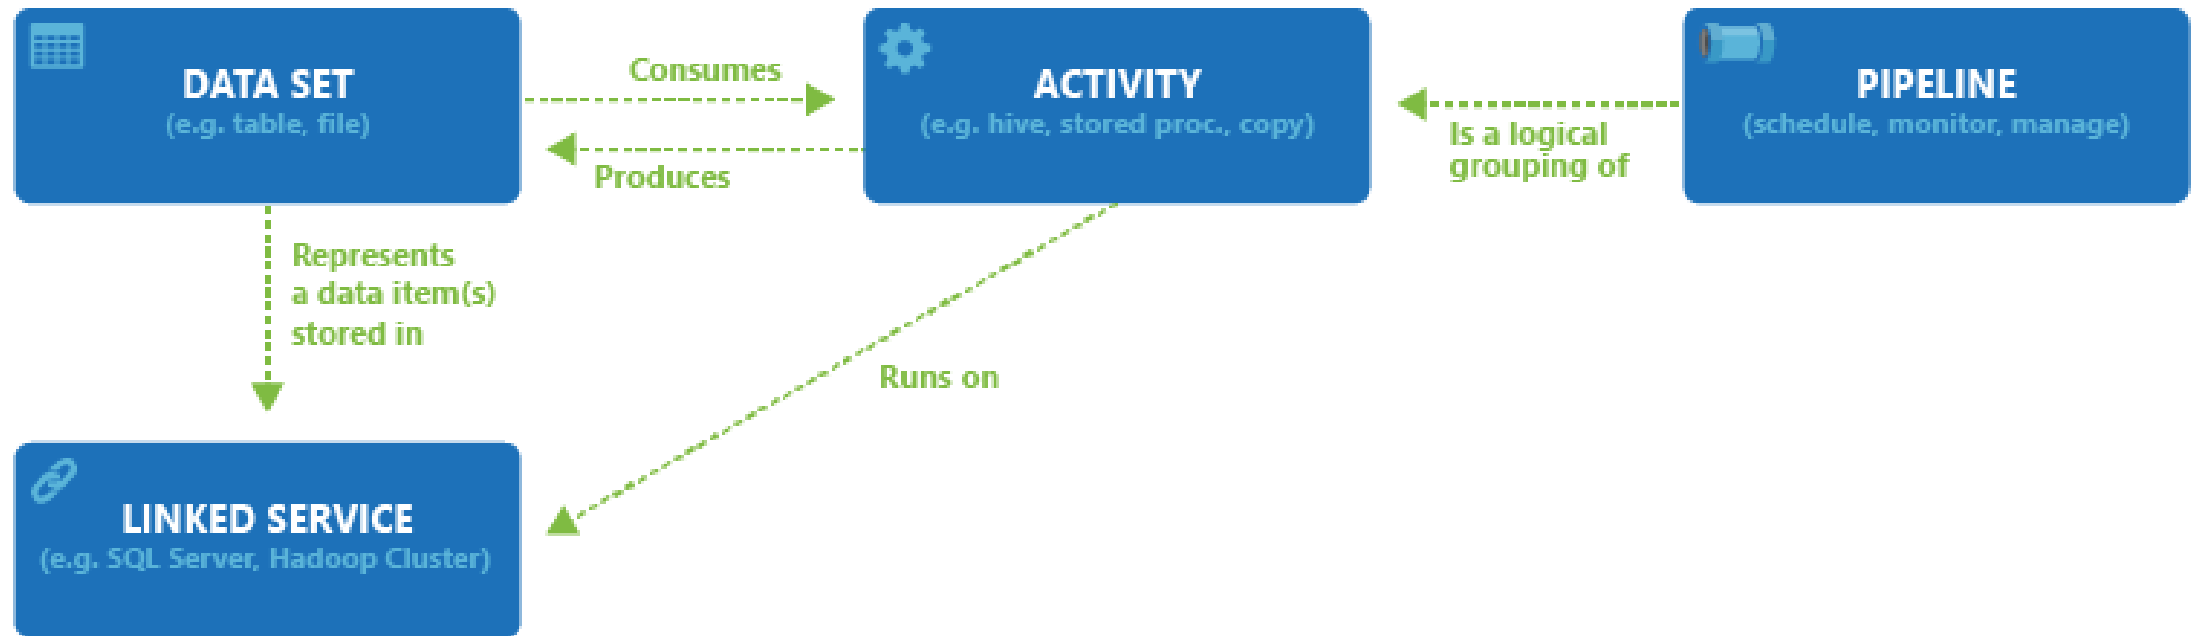 DATA SET
(e.g. table, file)
Consumes
Produces
ACTIVITY
(e.g. hive, stored proc., copy)
Is a logical
grouping of
PIPELINE
(schedule, monitor, manage)
Represents
a data item(s)
stored in
Runs on
LINKED SERVICE
(e.g. SQL Server, Hadoop Cluster)